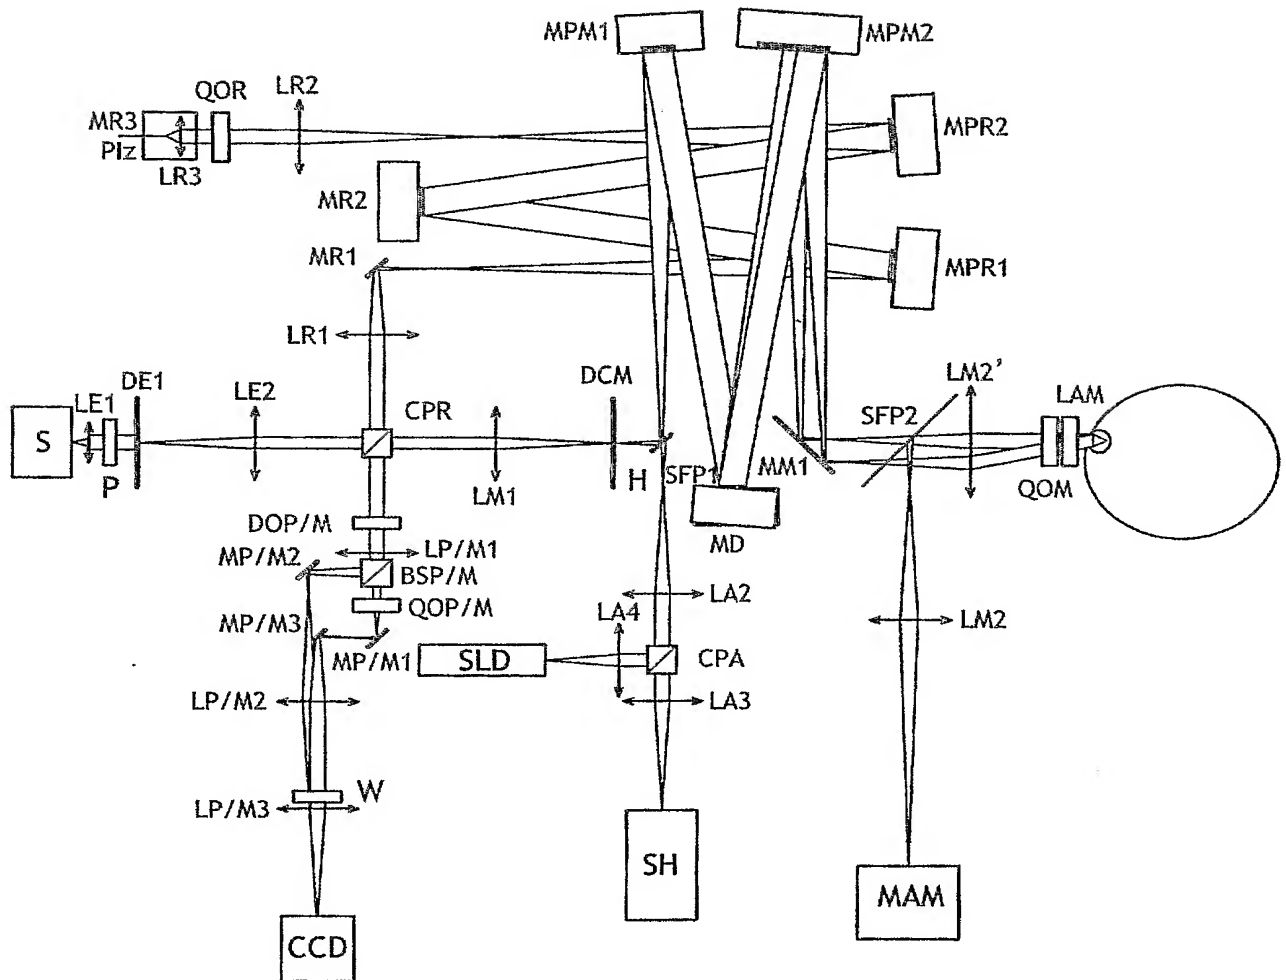 MPM1
MPM2
QOR
LR2
MR3
PIz
LR3
MPR2
MR2
MR1
MPR1
LR1
DE1
LE1
LE2
DCM
LM2'
LAM
CPR
SFP2
S
P
LM1
H
SFP1
MM1
QOM
DOP/M
MD
MP/M2
LP/M1
BSP/M
LA4
LA2
QOP/M
MP/M3
LM2
MP/M1
SLD
CPA
LP/M2
LA3
LP/M3
W
SH
MAM
CCD